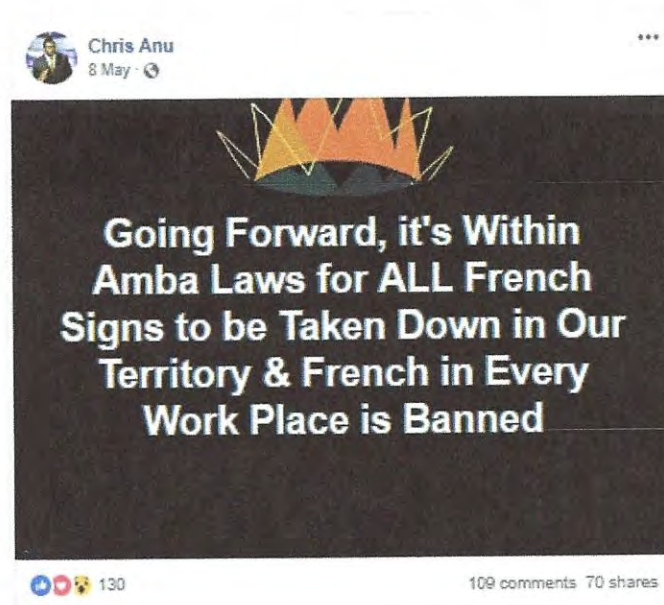 Chris Anu
8 May ·
Going Forward, it's Within
Amba Laws for ALL French
Signs to be Taken Down in Our
Territory & French in Every
Work Place is Banned
130
109 comments 70 shares